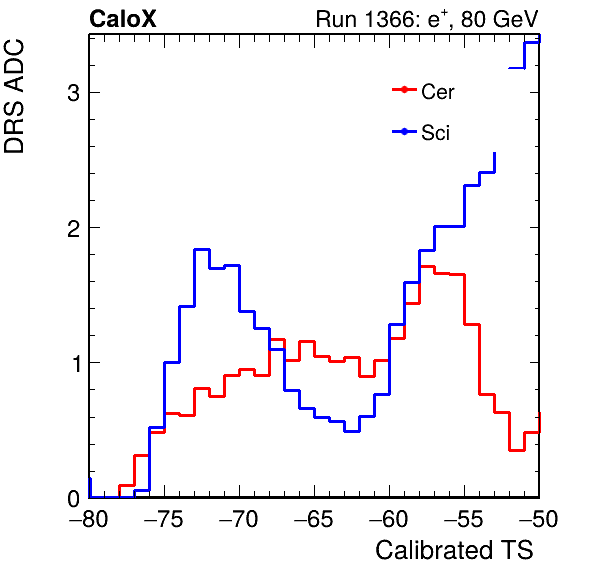 CaloX Run 1366: e⁺, 80 GeV
DRS ADC
3
2
1
0
Cer
Sci
−80 −75 −70 −65 −60 −55 −50
Calibrated TS